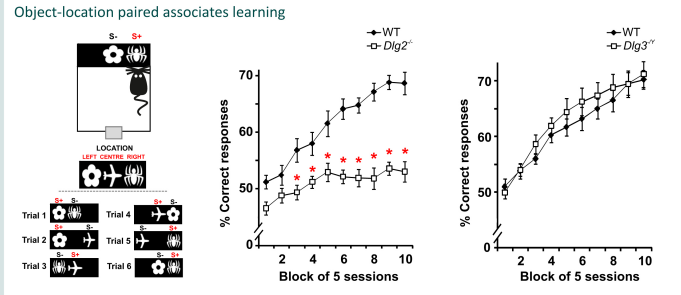 Object-location paired associates learning
S- S+
LOCATION
LEFT CENTRE RIGHT
S+ S-
Trial 1
S+ S-
Trial 2
S- S+
Trial 3
S+ S-
Trial 4
S- S+
Trial 5
S- S+
Trial 6
WT
Dlg2-/-
% Correct responses
70
60
50
0
* * * * * * * *
2 4 6 8 10
Block of 5 sessions
WT
Dlg3-/Y
% Correct responses
70
60
50
0
2 4 6 8 10
Block of 5 sessions